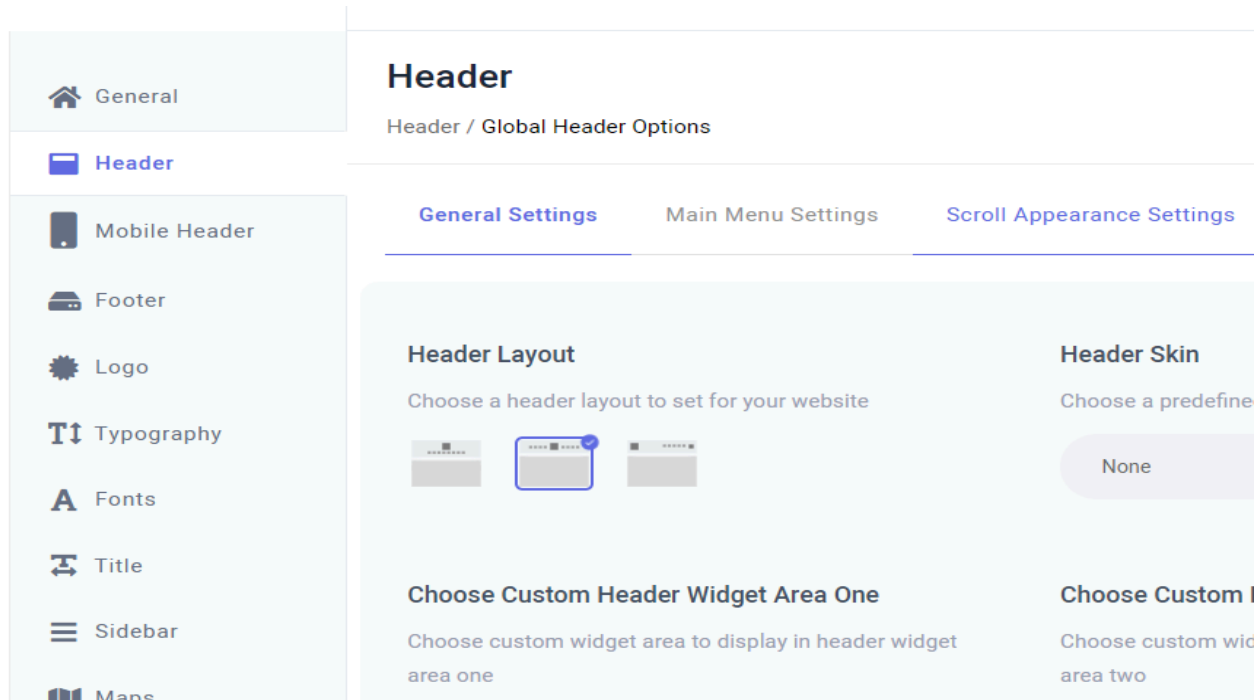 General
Header
Mobile Header
Footer
Logo
Typography
Fonts
Title
Sidebar
Maps
Header
Header / Global Header Options
General Settings Main Menu Settings Scroll Appearance Settings
Header Layout
Choose a header layout to set for your website
Header Skin
Choose a predefined
None
Choose Custom Header Widget Area One
Choose custom widget area to display in header widget
area one
Choose Custom
Choose custom
area two